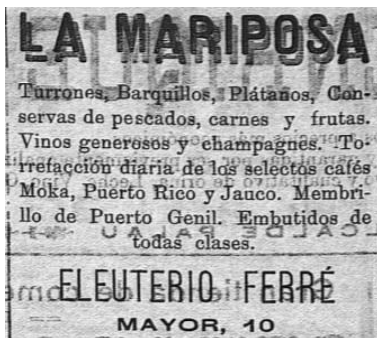 LA MARIPOSA
Turrones, Barquillos, Plátanos, Con-
servas de pescados, carnes y frutas.
Vinos generosos y champagnes. To-
rrefacción diaria de los selectos cafés
Moka, Puerto Rico y Jauco. Membri-
llo de Puerto Genil. Embutidos de
todas clases.
ELEUTERIO FERRÉ
MAYOR, 10